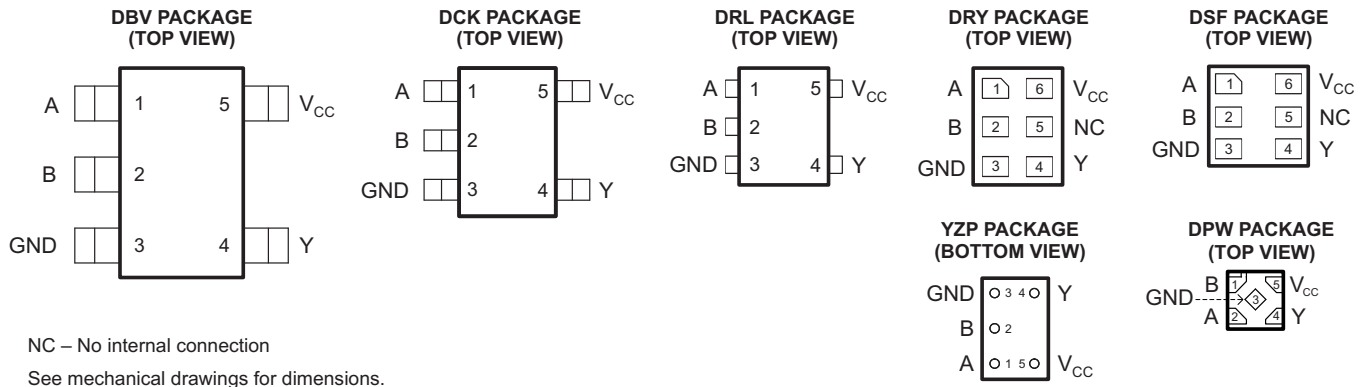 DBV PACKAGE
(TOP VIEW)
A 1 5 VCC
B 2
GND 3 4 Y
DCK PACKAGE
(TOP VIEW)
A 1 5 VCC
B 2
GND 3 4 Y
DRL PACKAGE
(TOP VIEW)
A 1 5 VCC
B 2
GND 3 4 Y
DRY PACKAGE
(TOP VIEW)
A 1 6 VCC
B 2 5 NC
GND 3 4 Y
DSF PACKAGE
(TOP VIEW)
A 1 6 VCC
B 2 5 NC
GND 3 4 Y
YZP PACKAGE
(BOTTOM VIEW)
GND 3 4 Y
B 2
A 1 5 VCC
DPW PACKAGE
(TOP VIEW)
B 1 5 VCC
GND 3
A 2 4 Y
NC – No internal connection
See mechanical drawings for dimensions.